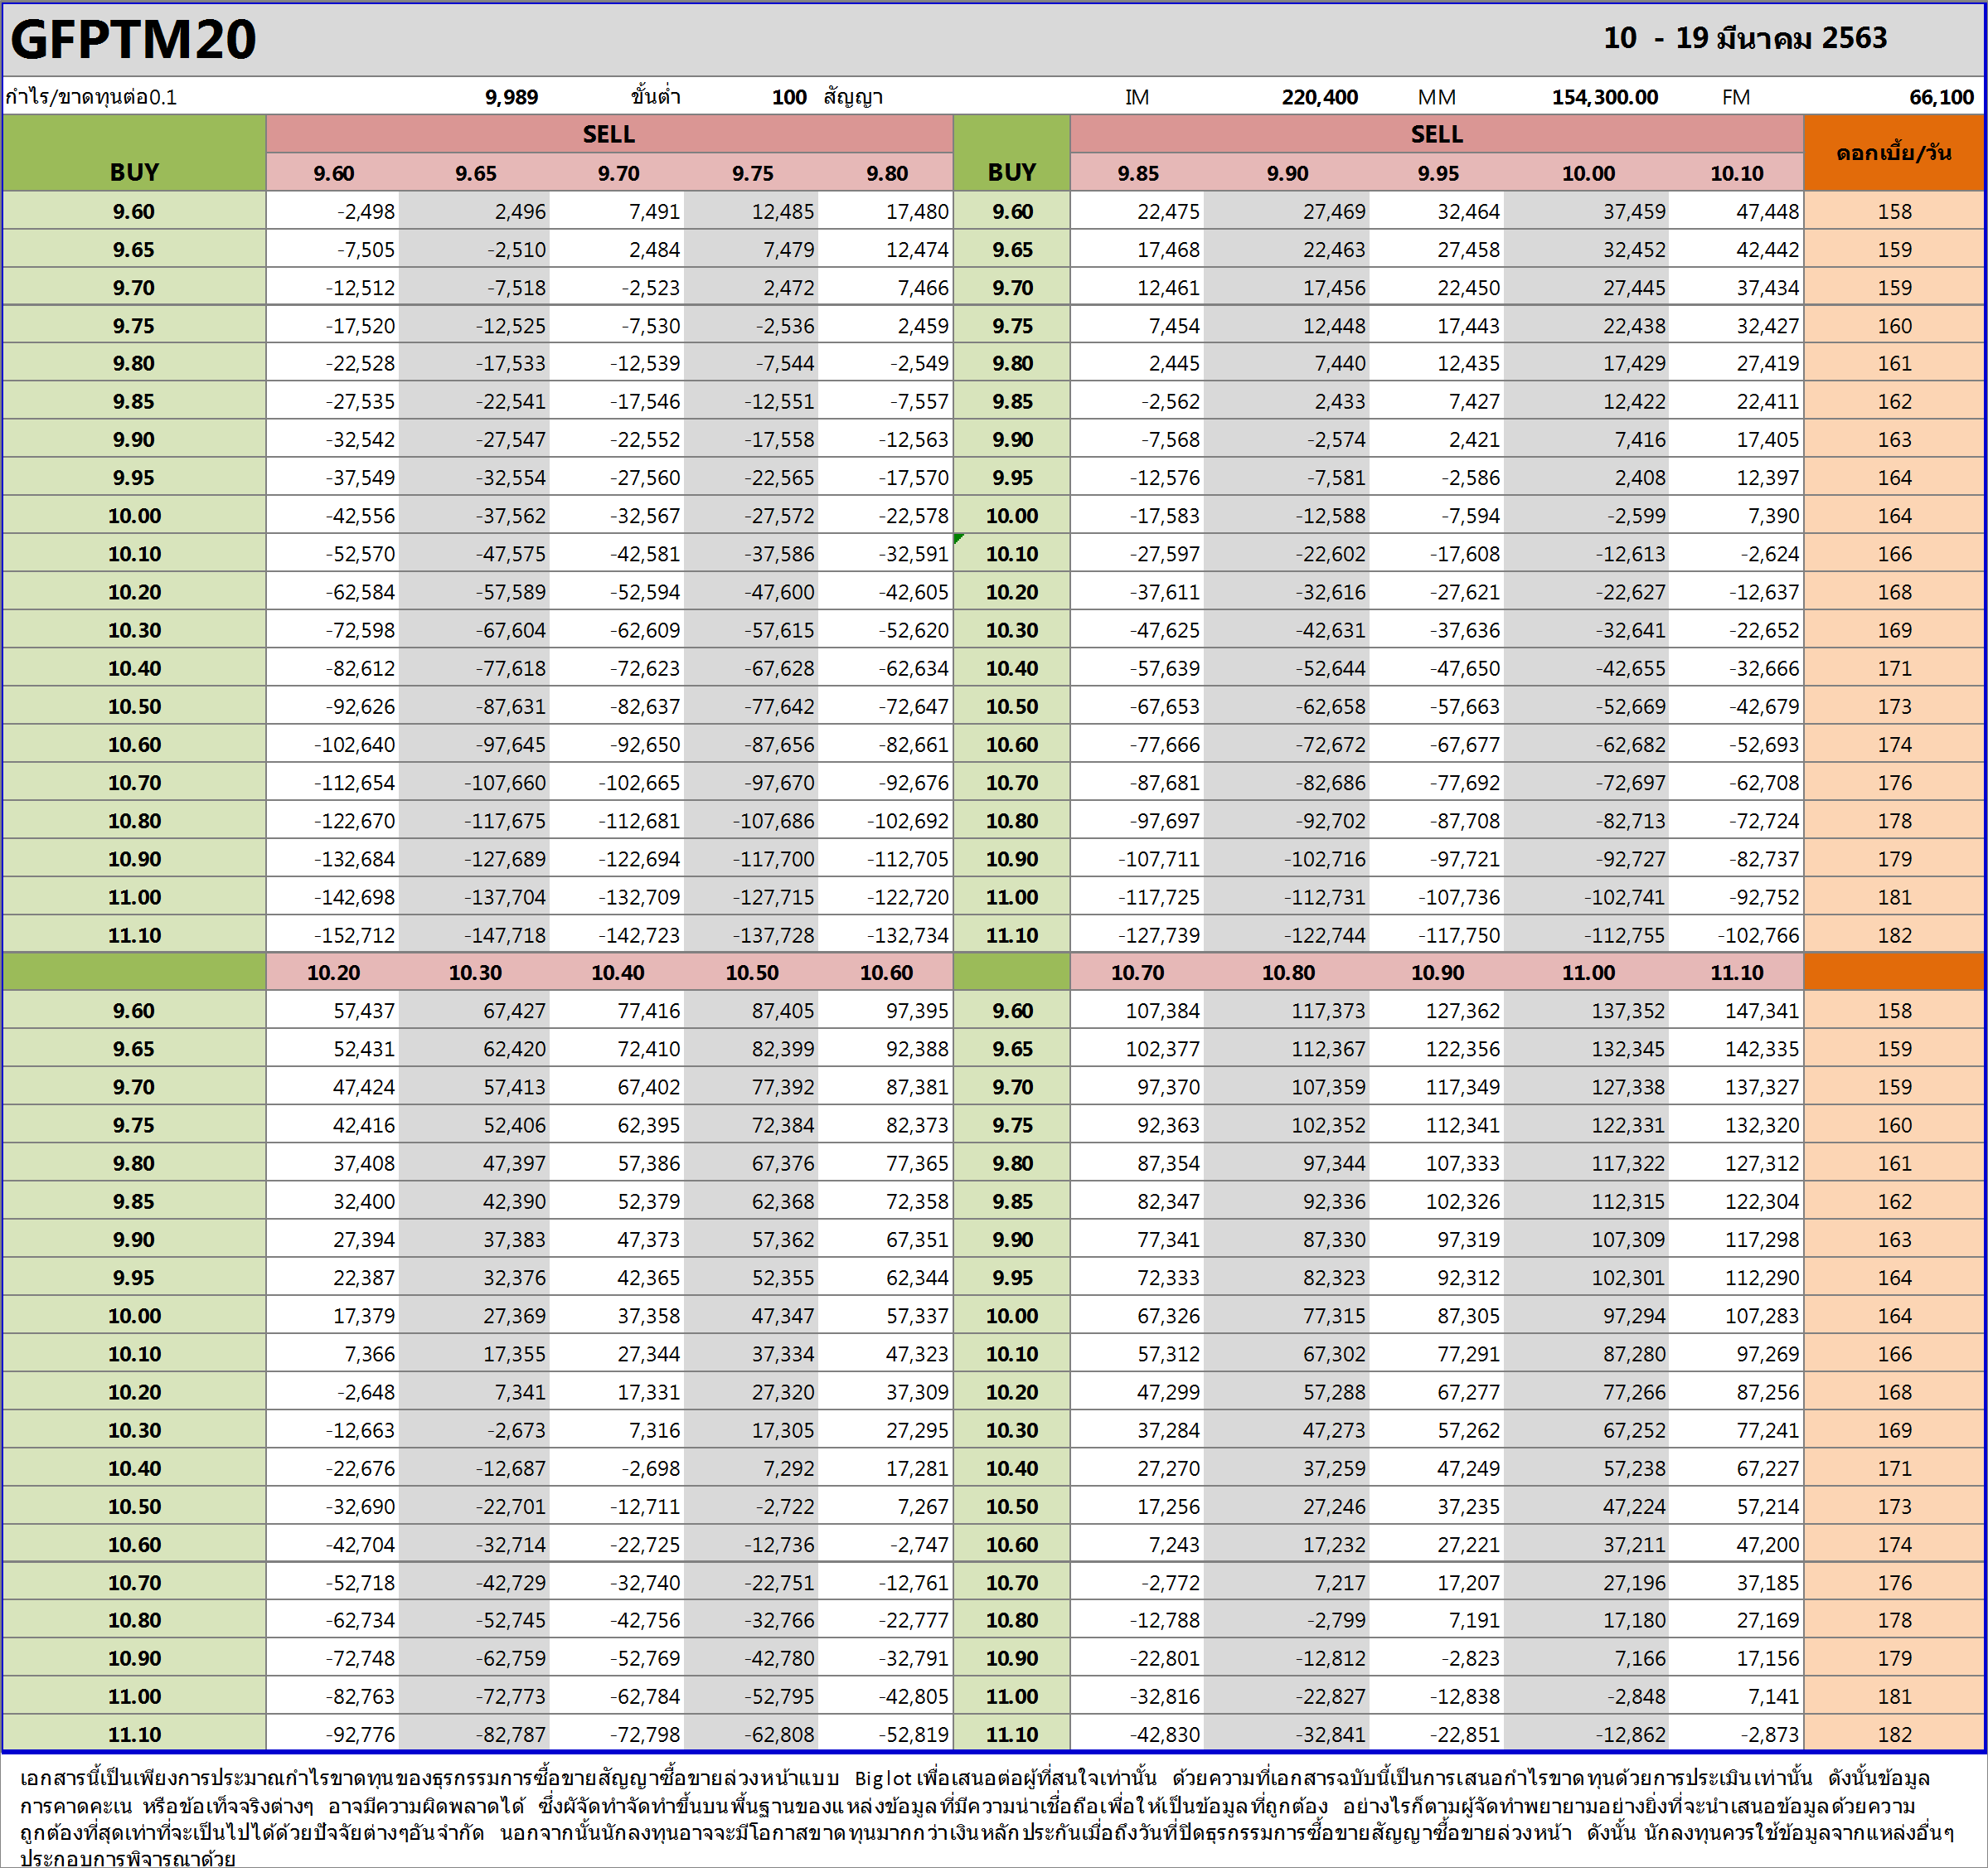 GFPTM20 10 - 19 มีนาคม 2563
กำไร/ขาดทุนต่อ0.1 9,989 ขั้นต่ำ 100 สัญญา IM 220,400 MM 154,300.00 FM 66,100
SELL SELL ดอกเบี้ย/วัน
BUY 9.60 9.65 9.70 9.75 9.80 BUY 9.85 9.90 9.95 10.00 10.10
9.60 -2,498 2,496 7,491 12,485 17,480 9.60 22,475 27,469 32,464 37,459 47,448 158
9.65 -7,505 -2,510 2,484 7,479 12,474 9.65 17,468 22,463 27,458 32,452 42,442 159
9.70 -12,512 -7,518 -2,523 2,472 7,466 9.70 12,461 17,456 22,450 27,445 37,434 159
9.75 -17,520 -12,525 -7,530 -2,536 2,459 9.75 7,454 12,448 17,443 22,438 32,427 160
9.80 -22,528 -17,533 -12,539 -7,544 -2,549 9.80 2,445 7,440 12,435 17,429 27,419 161
9.85 -27,535 -22,541 -17,546 -12,551 -7,557 9.85 -2,562 2,433 7,427 12,422 22,411 162
9.90 -32,542 -27,547 -22,552 -17,558 -12,563 9.90 -7,568 -2,574 2,421 7,416 17,405 163
9.95 -37,549 -32,554 -27,560 -22,565 -17,570 9.95 -12,576 -7,581 -2,586 2,408 12,397 164
10.00 -42,556 -37,562 -32,567 -27,572 -22,578 10.00 -17,583 -12,588 -7,594 -2,599 7,390 164
10.10 -52,570 -47,575 -42,581 -37,586 -32,591 10.10 -27,597 -22,602 -17,608 -12,613 -2,624 166
10.20 -62,584 -57,589 -52,594 -47,600 -42,605 10.20 -37,611 -32,616 -27,621 -22,627 -12,637 168
10.30 -72,598 -67,604 -62,609 -57,615 -52,620 10.30 -47,625 -42,631 -37,636 -32,641 -22,652 169
10.40 -82,612 -77,618 -72,623 -67,628 -62,634 10.40 -57,639 -52,644 -47,650 -42,655 -32,666 171
10.50 -92,626 -87,631 -82,637 -77,642 -72,647 10.50 -67,653 -62,658 -57,663 -52,669 -42,679 173
10.60 -102,640 -97,645 -92,650 -87,656 -82,661 10.60 -77,666 -72,672 -67,677 -62,682 -52,693 174
10.70 -112,654 -107,660 -102,665 -97,670 -92,676 10.70 -87,681 -82,686 -77,692 -72,697 -62,708 176
10.80 -122,670 -117,675 -112,681 -107,686 -102,692 10.80 -97,697 -92,702 -87,708 -82,713 -72,724 178
10.90 -132,684 -127,689 -122,694 -117,700 -112,705 10.90 -107,711 -102,716 -97,721 -92,727 -82,737 179
11.00 -142,698 -137,704 -132,709 -127,715 -122,720 11.00 -117,725 -112,731 -107,736 -102,741 -92,752 181
11.10 -152,712 -147,718 -142,723 -137,728 -132,734 11.10 -127,739 -122,744 -117,750 -112,755 -102,766 182
10.20 10.30 10.40 10.50 10.60 10.70 10.80 10.90 11.00 11.10
9.60 57,437 67,427 77,416 87,405 97,395 9.60 107,384 117,373 127,362 137,352 147,341 158
9.65 52,431 62,420 72,410 82,399 92,388 9.65 102,377 112,367 122,356 132,345 142,335 159
9.70 47,424 57,413 67,402 77,392 87,381 9.70 97,370 107,359 117,349 127,338 137,327 159
9.75 42,416 52,406 62,395 72,384 82,373 9.75 92,363 102,352 112,341 122,331 132,320 160
9.80 37,408 47,397 57,386 67,376 77,365 9.80 87,354 97,344 107,333 117,322 127,312 161
9.85 32,400 42,390 52,379 62,368 72,358 9.85 82,347 92,336 102,326 112,315 122,304 162
9.90 27,394 37,383 47,373 57,362 67,351 9.90 77,341 87,330 97,319 107,309 117,298 163
9.95 22,387 32,376 42,365 52,355 62,344 9.95 72,333 82,323 92,312 102,301 112,290 164
10.00 17,379 27,369 37,358 47,347 57,337 10.00 67,326 77,315 87,305 97,294 107,283 164
10.10 7,366 17,355 27,344 37,334 47,323 10.10 57,312 67,302 77,291 87,280 97,269 166
10.20 -2,648 7,341 17,331 27,320 37,309 10.20 47,299 57,288 67,277 77,266 87,256 168
10.30 -12,663 -2,673 7,316 17,305 27,295 10.30 37,284 47,273 57,262 67,252 77,241 169
10.40 -22,676 -12,687 -2,698 7,292 17,281 10.40 27,270 37,259 47,249 57,238 67,227 171
10.50 -32,690 -22,701 -12,711 -2,722 7,267 10.50 17,256 27,246 37,235 47,224 57,214 173
10.60 -42,704 -32,714 -22,725 -12,736 -2,747 10.60 7,243 17,232 27,221 37,211 47,200 174
10.70 -52,718 -42,729 -32,740 -22,751 -12,761 10.70 -2,772 7,217 17,207 27,196 37,185 176
10.80 -62,734 -52,745 -42,756 -32,766 -22,777 10.80 -12,788 -2,799 7,191 17,180 27,169 178
10.90 -72,748 -62,759 -52,769 -42,780 -32,791 10.90 -22,801 -12,812 -2,823 7,166 17,156 179
11.00 -82,763 -72,773 -62,784 -52,795 -42,805 11.00 -32,816 -22,827 -12,838 -2,848 7,141 181
11.10 -92,776 -82,787 -72,798 -62,808 -52,819 11.10 -42,830 -32,841 -22,851 -12,862 -2,873 182
เอกสารนี้เป็นเพียงการประมาณกำไรขาดทุนของธุรกรรมการซื้อขายสัญญาซื้อขายล่วงหน้าแบบ Big lot เพื่อเสนอต่อผู้ที่สนใจเท่านั้น ด้วยความที่เอกสารฉบับนี้เป็นการเสนอกำไรขาดทุนด้วยการประเมินเท่านั้น ดังนั้นข้อมูล
การคาดคะเน หรือข้อเท็จจริงต่างๆ อาจมีความผิดพลาดได้ ซึ่งผัจัดทำจัดทำขึ้นบนพื้นฐานของแหล่งข้อมูลที่มีความน่าเชื่อถือเพื่อให้เป็นข้อมูลที่ถูกต้อง อย่างไรก็ตามผู้จัดทำพยายามอย่างยิ่งที่จะนำเสนอข้อมูลด้วยความ
ถูกต้องที่สุดเท่าที่จะเป็นไปได้ด้วยปัจจัยต่างๆอันจำกัด นอกจากนั้นนักลงทุนอาจจะมีโอกาสขาดทุนมากกว่าเงินหลักประกันเมื่อถึงวันที่ปิดธุรกรรมการซื้อขายสัญญาซื้อขายล่วงหน้า ดังนั้น นักลงทุนควรใช้ข้อมูลจากแหล่งอื่นๆ
ประกอบการพิจารณาด้วย